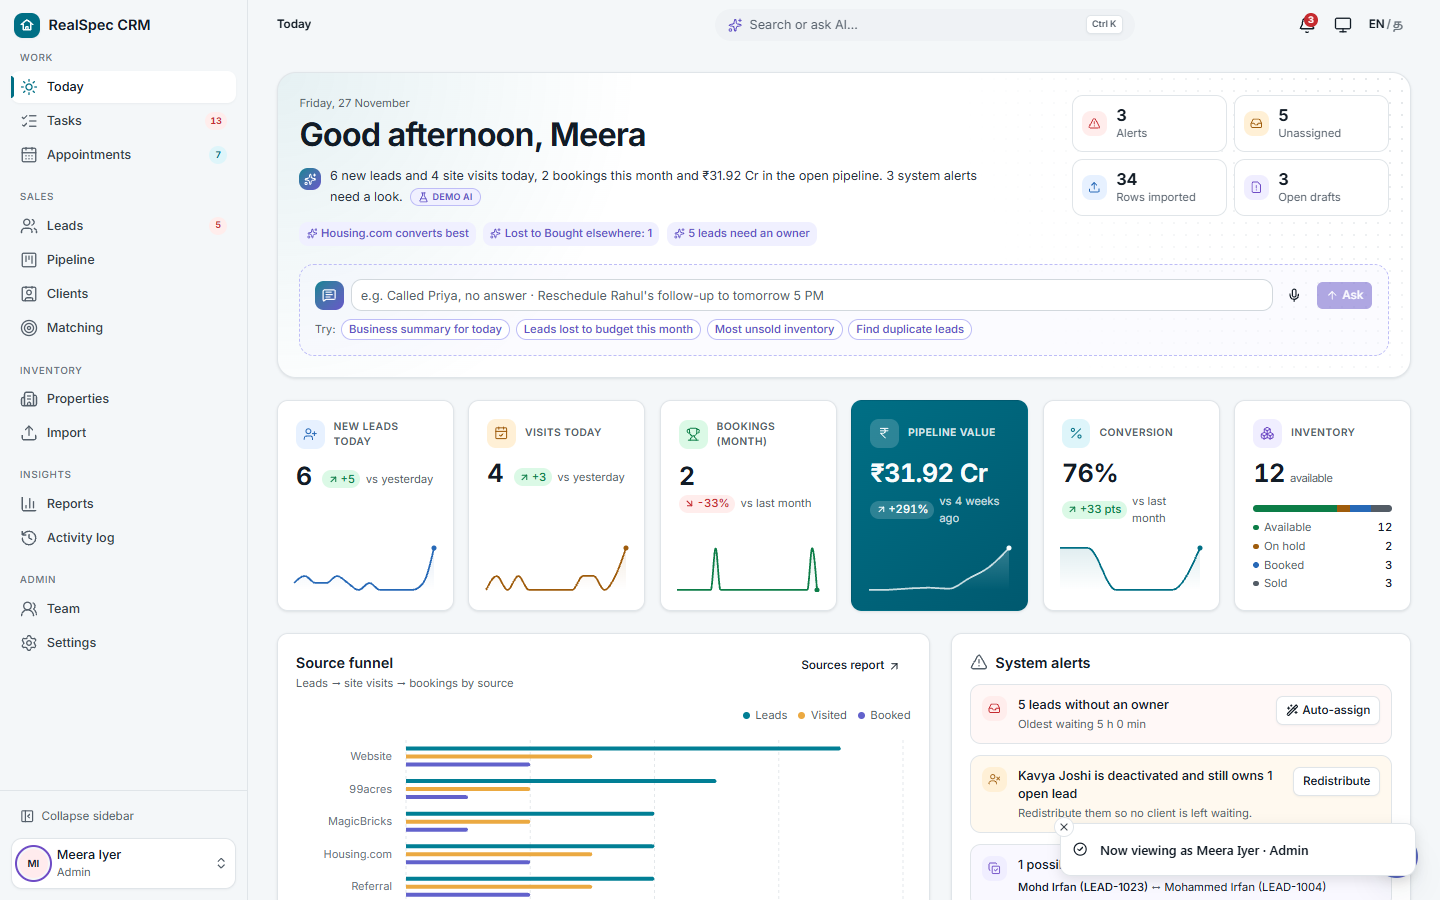 RealSpec CRM
WORK
Today
Tasks
13
Appointments
7
SALES
Leads
5
Pipeline
Clients
Matching
INVENTORY
Properties
Import
INSIGHTS
Reports
Activity log
ADMIN
Team
Settings
Collapse sidebar
MI
Meera Iyer
Admin
Today
Search or ask AI...
Ctrl K
3
EN / த
Friday, 27 November
Good afternoon, Meera
6 new leads and 4 site visits today, 2 bookings this month and ₹31.92 Cr in the open pipeline. 3 system alerts
need a look.
DEMO AI
Housing.com converts best
Lost to Bought elsewhere: 1
5 leads need an owner
3
Alerts
5
Unassigned
34
Rows imported
3
Open drafts
e.g. Called Priya, no answer · Reschedule Rahul's follow-up to tomorrow 5 PM
Ask
Try:
Business summary for today
Leads lost to budget this month
Most unsold inventory
Find duplicate leads
NEW LEADS
TODAY
6
+5
vs yesterday
VISITS TODAY
4
+3
vs yesterday
BOOKINGS
(MONTH)
2
-33%
vs last month
₹
PIPELINE VALUE
₹31.92 Cr
+291%
vs 4 weeks
ago
CONVERSION
76%
+33 pts
vs last
month
INVENTORY
12 available
Available 12
On hold 2
Booked 3
Sold 3
Source funnel
Leads → site visits → bookings by source
Sources report
Leads
Visited
Booked
Website
99acres
MagicBricks
Housing.com
Referral
System alerts
5 leads without an owner
Oldest waiting 5 h 0 min
Auto-assign
Kavya Joshi is deactivated and still owns 1
open lead
Redistribute them so no client is left waiting.
Redistribute
1 possi
Mohd Irfan (LEAD-1023) ↔ Mohammed Irfan (LEAD-1004)
Now viewing as Meera Iyer · Admin